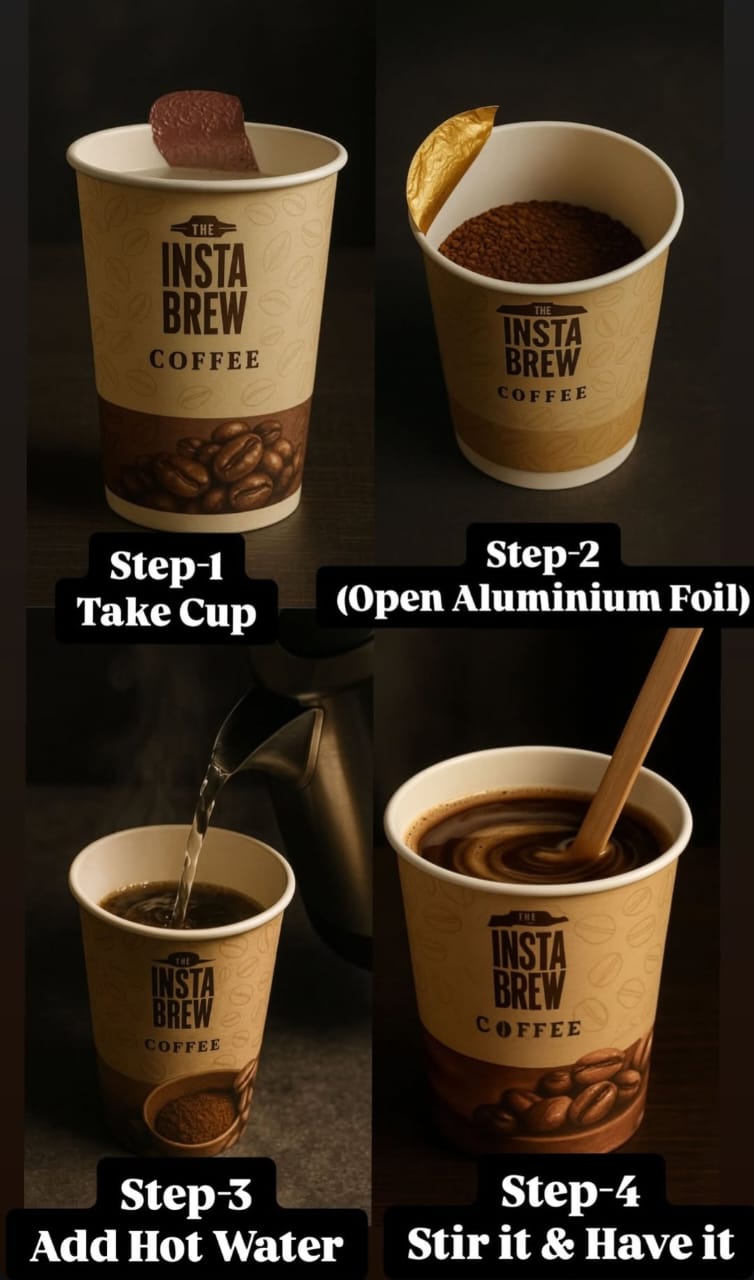 THE
INSTA
BREW
COFFEE
Step-1
Take Cup
THE
INSTA
BREW
COFFEE
Step-2
(Open Aluminium Foil)
THE
INSTA
BREW
COFFEE
Step-3
Add Hot Water
THE
INSTA
BREW
COFFEE
Step-4
Stir it & Have it